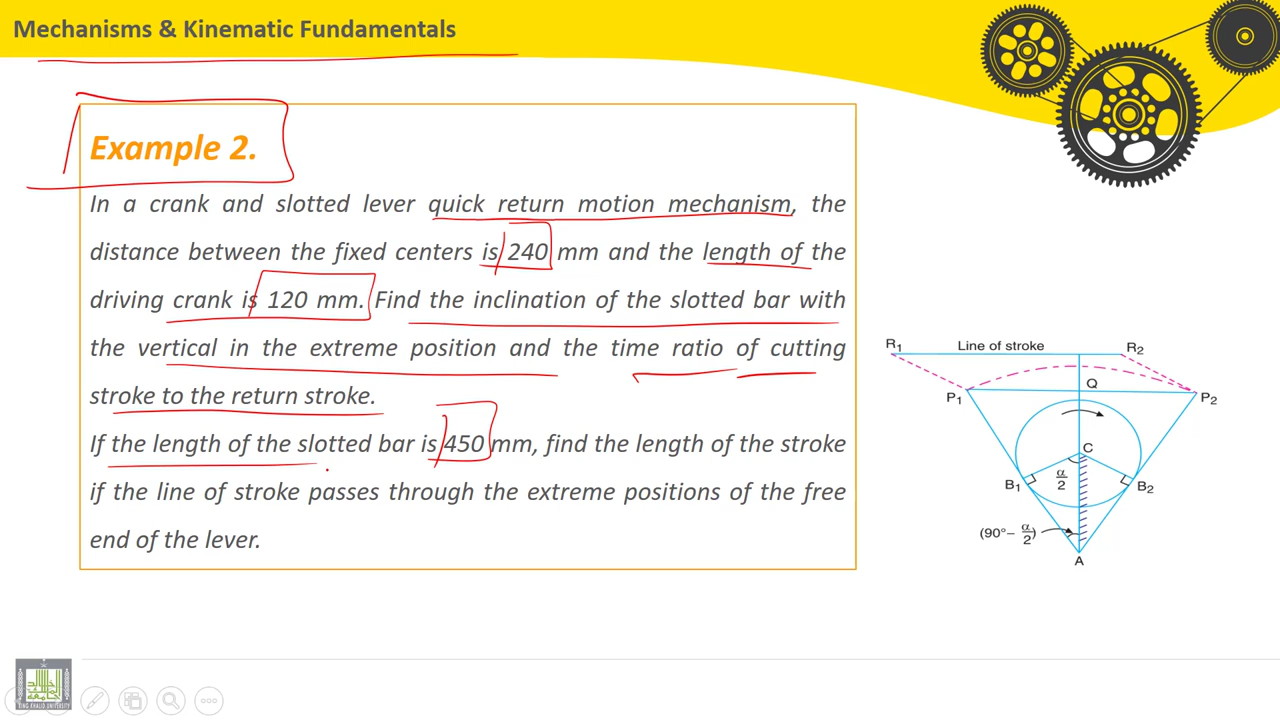 Mechanisms & Kinematic Fundamentals
Example 2.
In a crank and slotted lever quick return motion mechanism, the
distance between the fixed centers is 240 mm and the length of the
driving crank is 120 mm. Find the inclination of the slotted bar with
the vertical in the extreme position and the time ratio of cutting
stroke to the return stroke.
If the length of the slotted bar is 450 mm, find the length of the stroke
if the line of stroke passes through the extreme positions of the free
end of the lever.
R1 Line of stroke R2
P1 Q P2
C
α/2
B1 B2
(90°– α/2)
A
KING KHALID UNIVERSITY